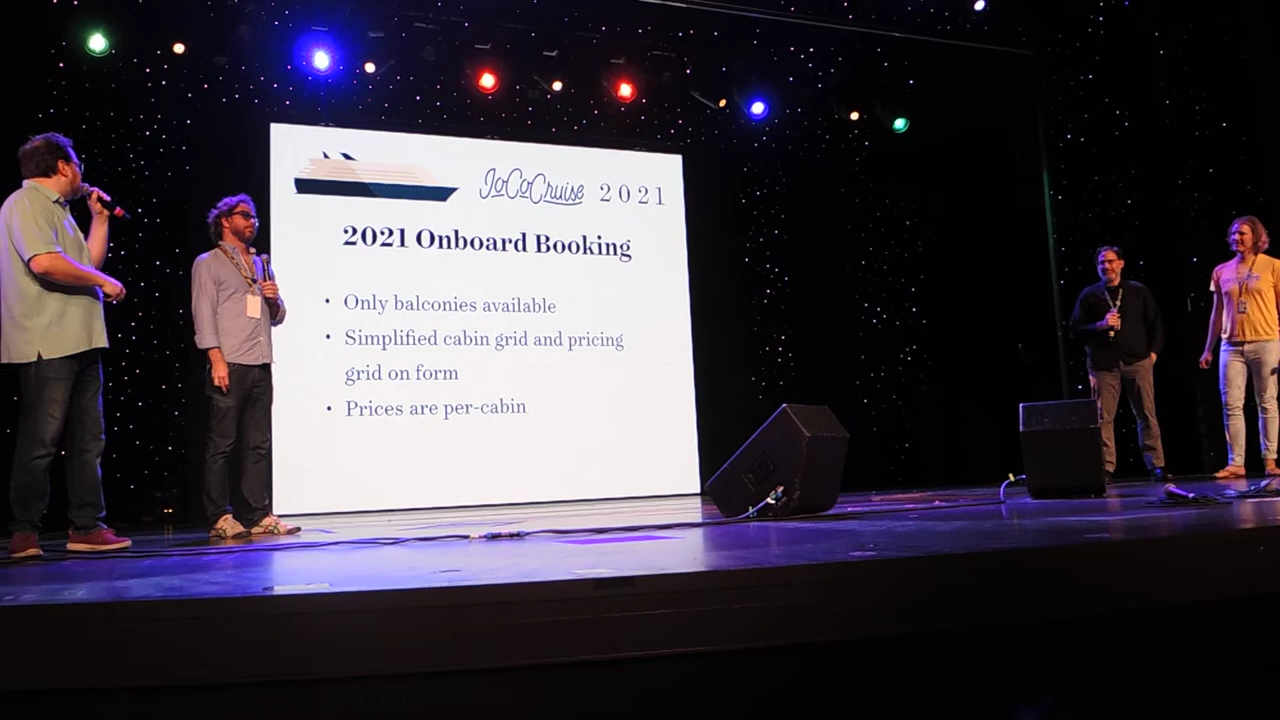 JoCoCruise 2021
2021 Onboard Booking
• Only balconies available
• Simplified cabin grid and pricing
grid on form
• Prices are per-cabin